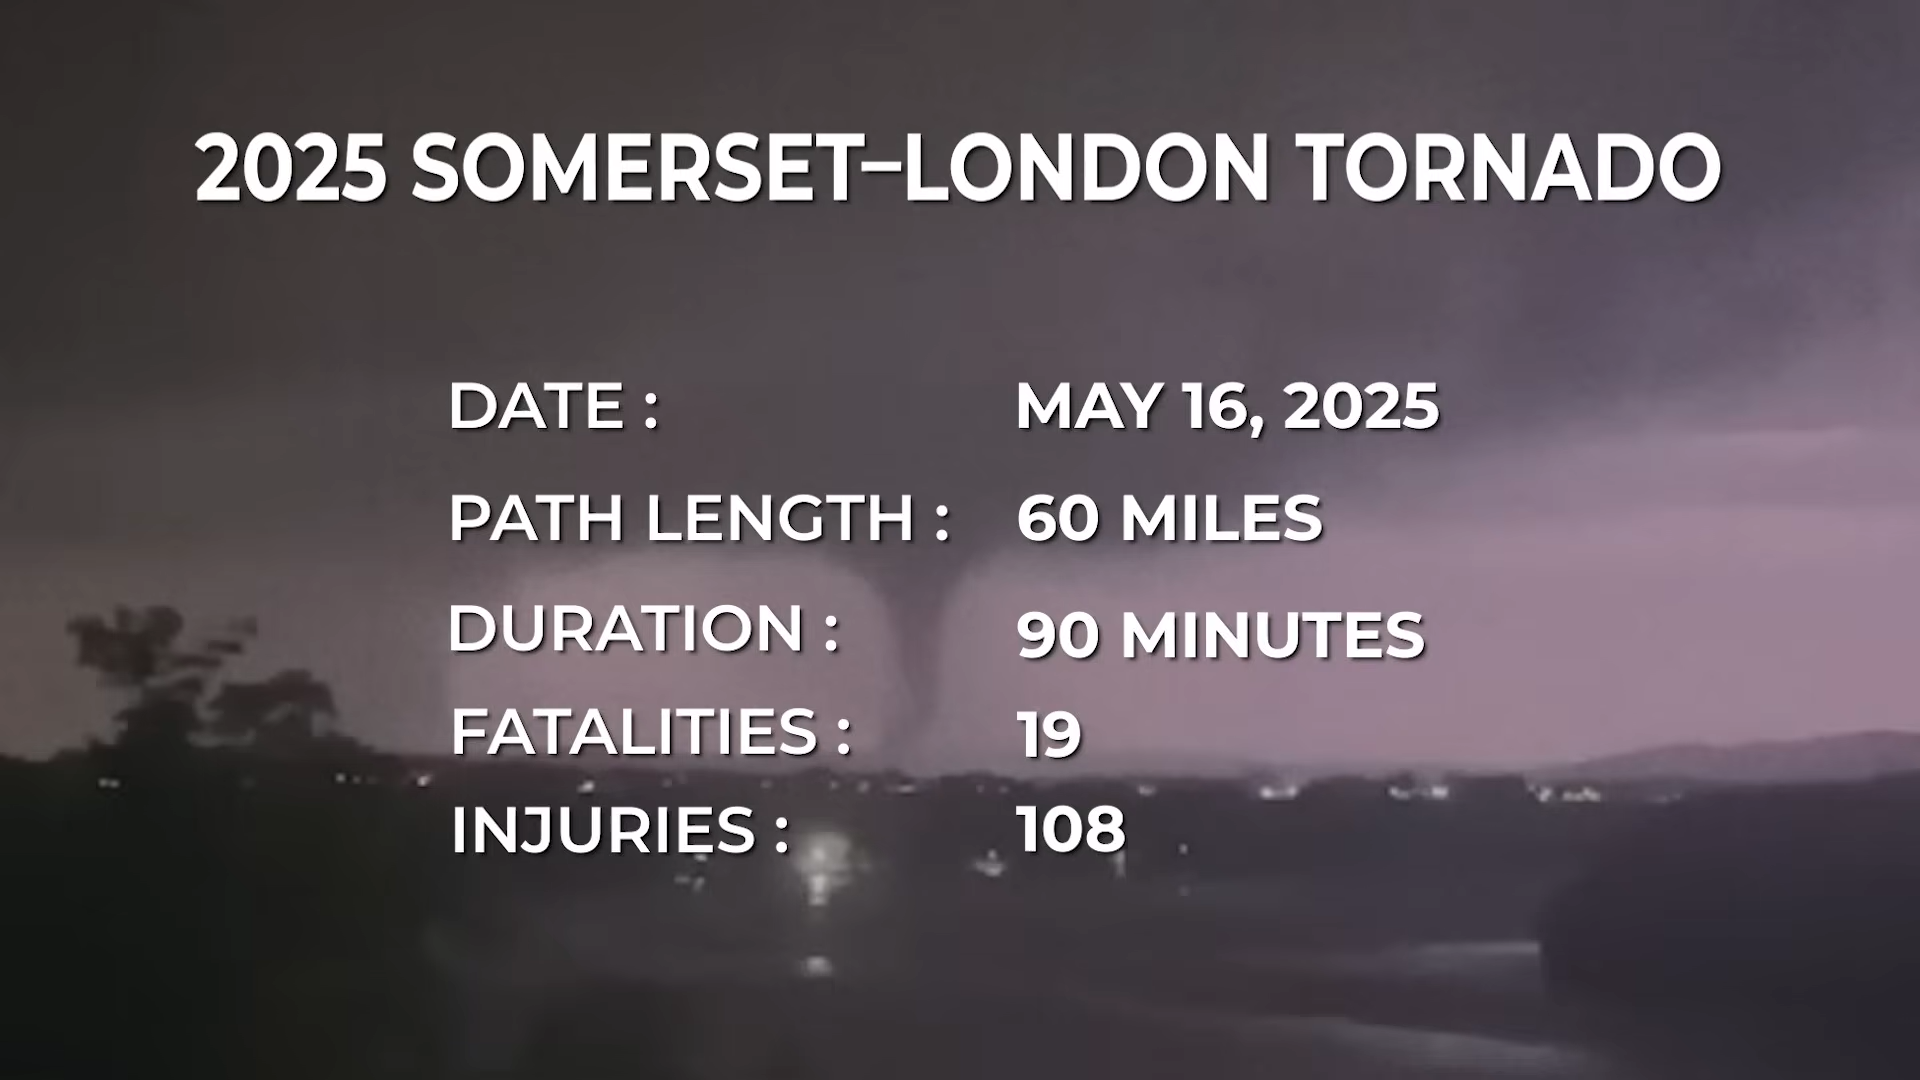 2025 SOMERSET–LONDON TORNADO
DATE : MAY 16, 2025
PATH LENGTH : 60 MILES
DURATION : 90 MINUTES
FATALITIES : 19
INJURIES : 108